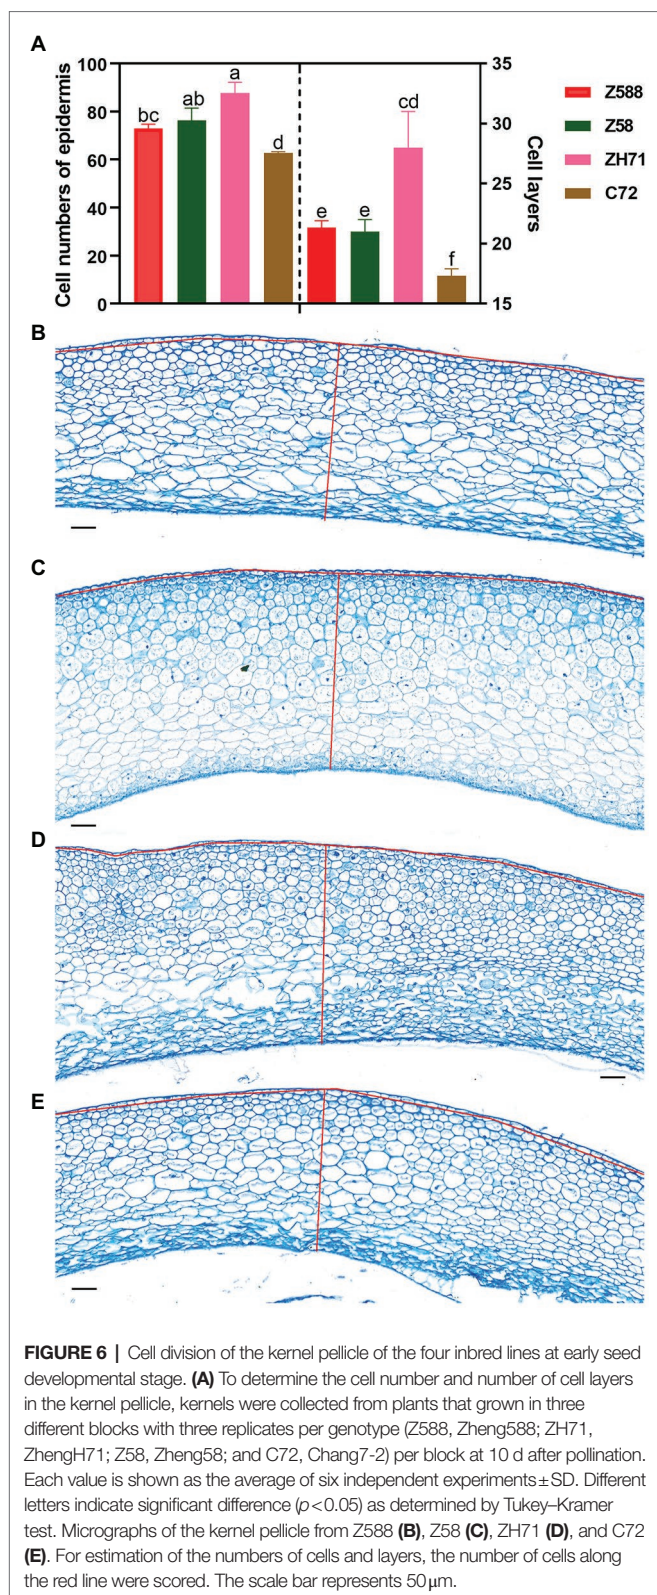 A
100
80
60
40
20
0
Cell numbers of epidermis
bc
ab
a
d
e
e
cd
f
35
30
25
20
15
Cell layers
Z588
Z58
ZH71
C72
B
C
D
E
FIGURE 6 | Cell division of the kernel pellicle of the four inbred lines at early seed
developmental stage. (A) To determine the cell number and number of cell layers
in the kernel pellicle, kernels were collected from plants that grown in three
different blocks with three replicates per genotype (Z588, Zheng588; ZH71,
ZhengH71; Z58, Zheng58; and C72, Chang7-2) per block at 10 d after pollination.
Each value is shown as the average of six independent experiments ± SD. Different
letters indicate significant difference (p < 0.05) as determined by Tukey–Kramer
test. Micrographs of the kernel pellicle from Z588 (B), Z58 (C), ZH71 (D), and C72
(E). For estimation of the numbers of cells and layers, the number of cells along
the red line were scored. The scale bar represents 50 μm.